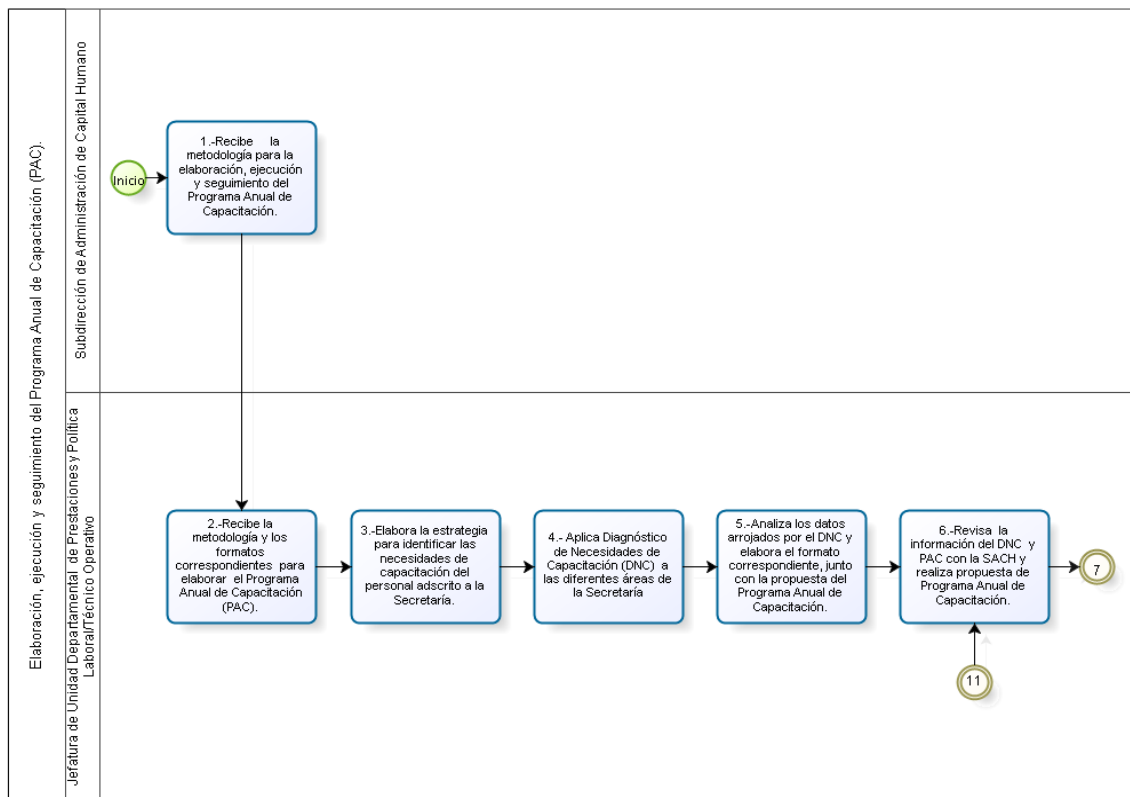 Elaboración, ejecución y seguimiento del Programa Anual de Capacitación (PAC).
Subdirección de Administración de Capital Humano
Inicio
1.-Recibe la
metodología para la
elaboración, ejecución
y seguimiento del
Programa Anual de
Capacitación.
Jefatura de Unidad Departamental de Prestaciones y Política
Laboral/Técnico Operativo
2.-Recibe la
metodología y los
formatos
correspondientes para
elaborar el Programa
Anual de Capacitación
(PAC).
3.-Elabora la estrategia
para identificar las
necesidades de
capacitación del
personal adscrito a la
Secretaría.
4.- Aplica Diagnóstico
de Necesidades de
Capacitación (DNC) a
las diferentes áreas de
la Secretaría
5.-Analiza los datos
arrojados por el DNC y
elabora el formato
correspondiente, junto
con la propuesta del
Programa Anual de
Capacitación.
6.-Revisa la
información del DNC y
PAC con la SACH y
realiza propuesta de
Programa Anual de
Capacitación.
7
11